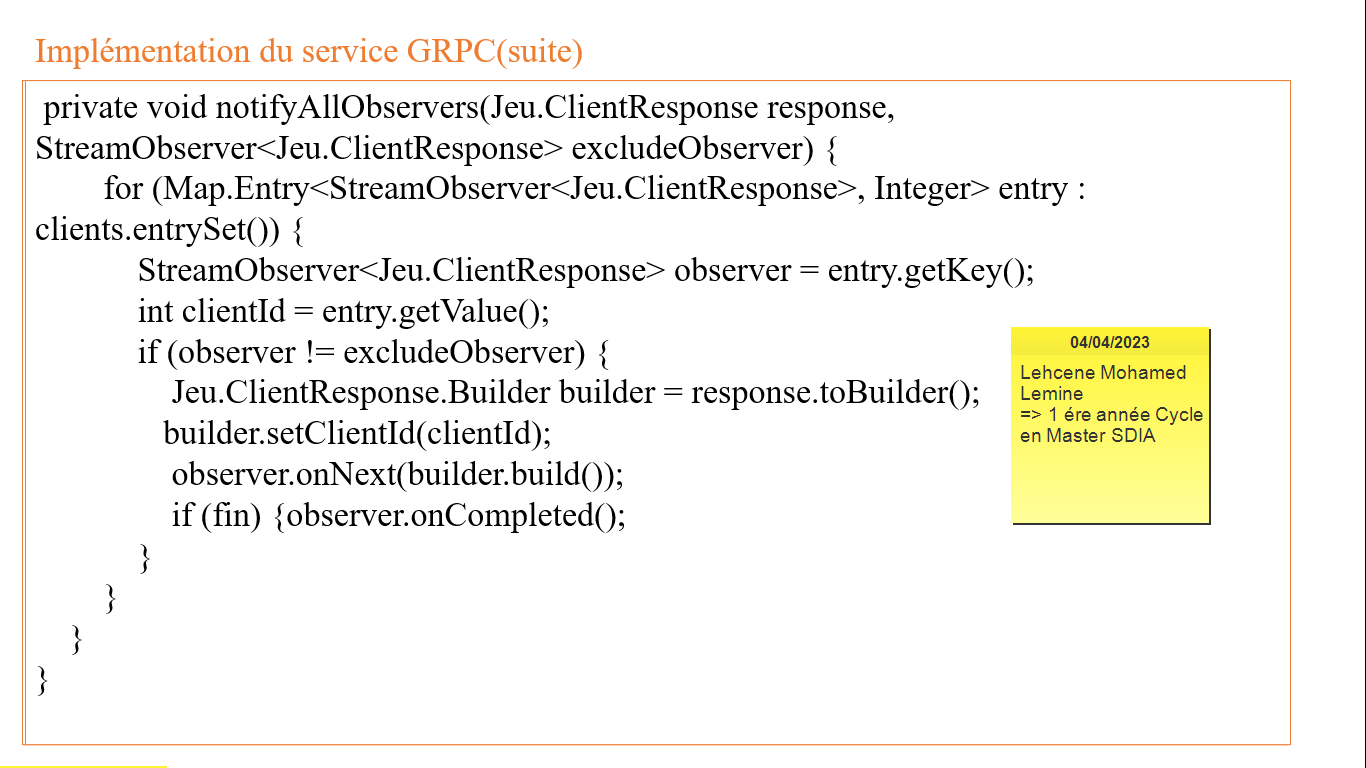 Implémentation du service GRPC(suite)
private void notifyAllObservers(Jeu.ClientResponse response,
StreamObserver<Jeu.ClientResponse> excludeObserver) {
for (Map.Entry<StreamObserver<Jeu.ClientResponse>, Integer> entry :
clients.entrySet()) {
StreamObserver<Jeu.ClientResponse> observer = entry.getKey();
int clientId = entry.getValue();
if (observer != excludeObserver) {
Jeu.ClientResponse.Builder builder = response.toBuilder();
builder.setClientId(clientId);
observer.onNext(builder.build());
if (fin) {observer.onCompleted();
}
}
}
}
04/04/2023
Lehcene Mohamed
Lemine
=> 1 ére année Cycle
en Master SDIA